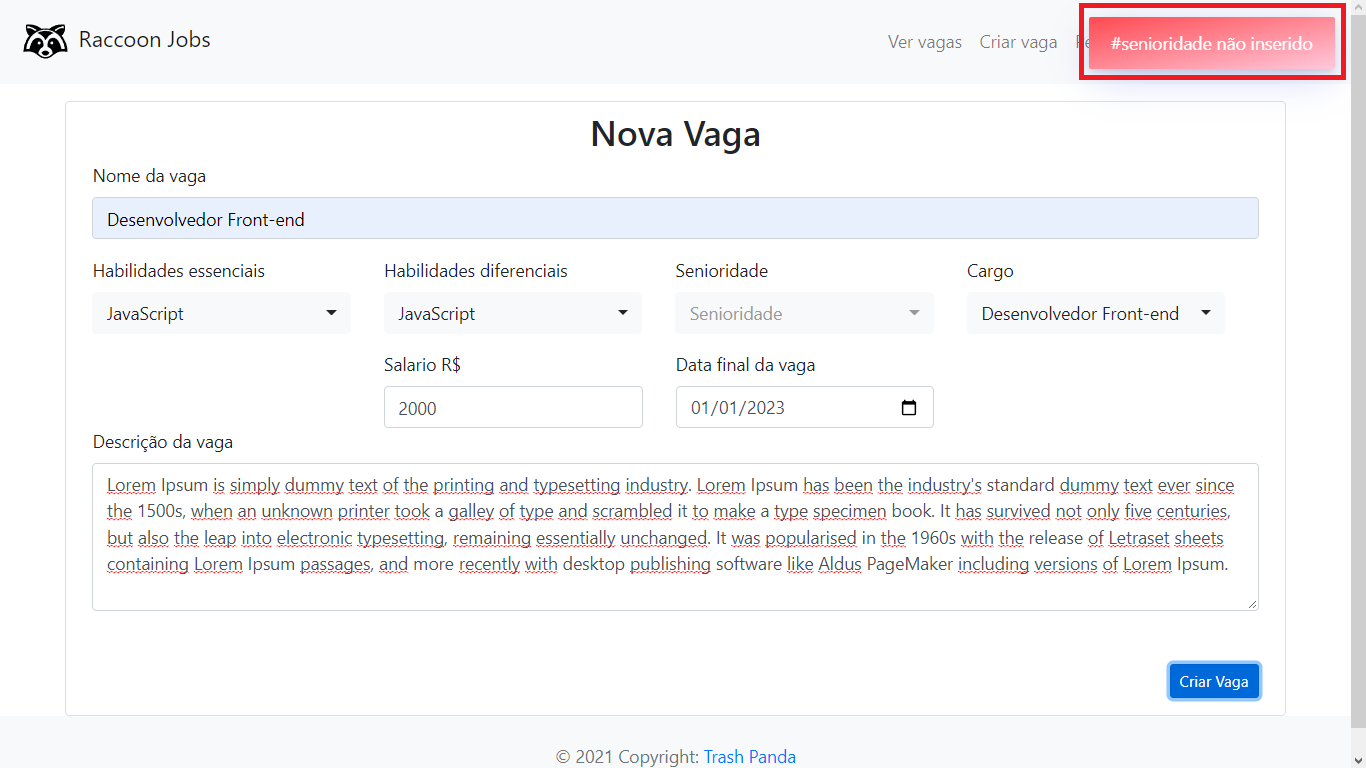 Raccoon Jobs
Ver vagas Criar vaga
#senioridade não inserido
Nova Vaga
Nome da vaga
Desenvolvedor Front-end
Habilidades essenciais Habilidades diferenciais Senioridade Cargo
JavaScript JavaScript Senioridade Desenvolvedor Front-end
Salario R$ Data final da vaga
2000 01/01/2023
Descrição da vaga
Lorem Ipsum is simply dummy text of the printing and typesetting industry. Lorem Ipsum has been the industry's standard dummy text ever since
the 1500s, when an unknown printer took a galley of type and scrambled it to make a type specimen book. It has survived not only five centuries,
but also the leap into electronic typesetting, remaining essentially unchanged. It was popularised in the 1960s with the release of Letraset sheets
containing Lorem Ipsum passages, and more recently with desktop publishing software like Aldus PageMaker including versions of Lorem Ipsum.
Criar Vaga
© 2021 Copyright: Trash Panda